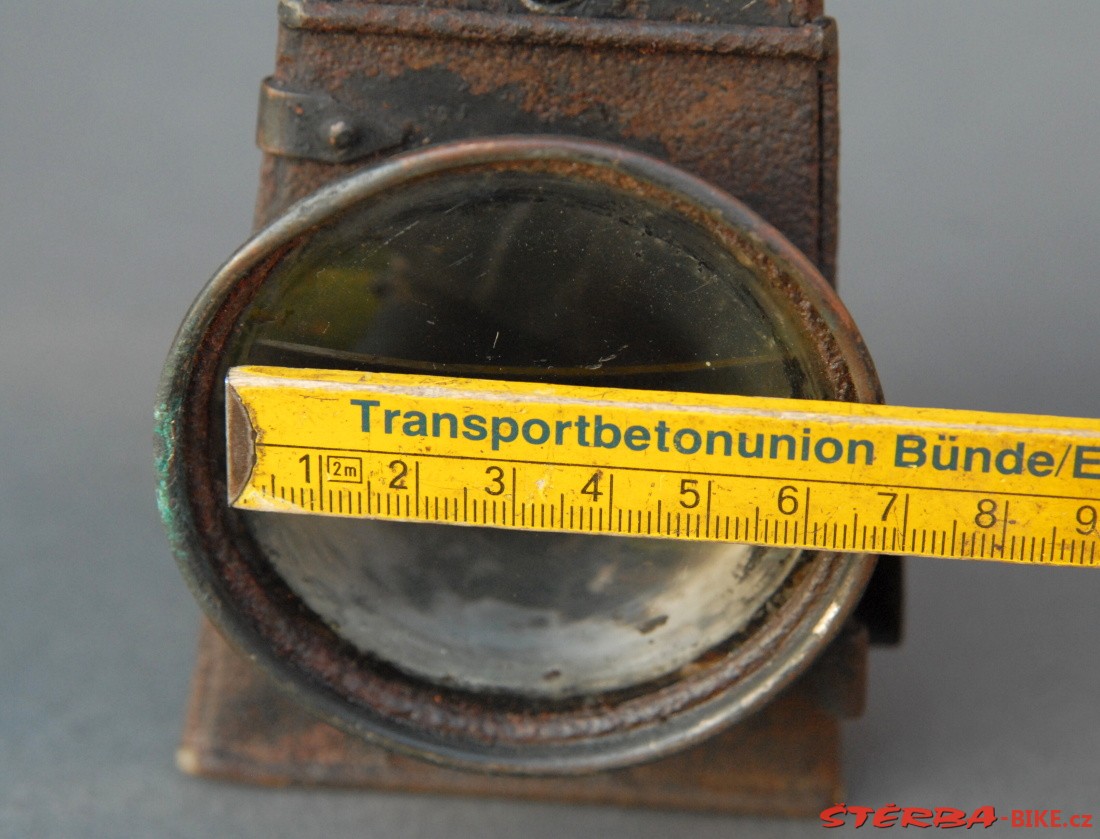 Transportbetonunion Bünde/E
1 2m 2 3 4 5 6 7 8 9
ŠTĚRBA-BIKE.cz